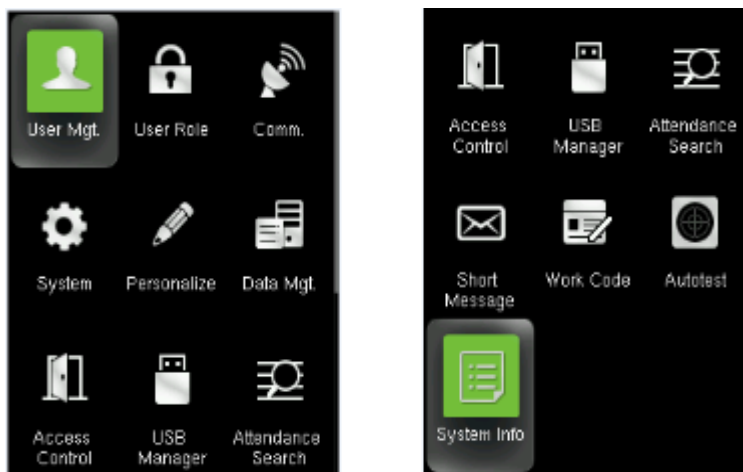 User Mgt.
User Role
Comm.
System
Personalize
Data Mgt.
Access
Control
USB
Manager
Attendance
Search
Access
Control
USB
Manager
Attendance
Search
Short
Message
Work Code
Autotest
System Info